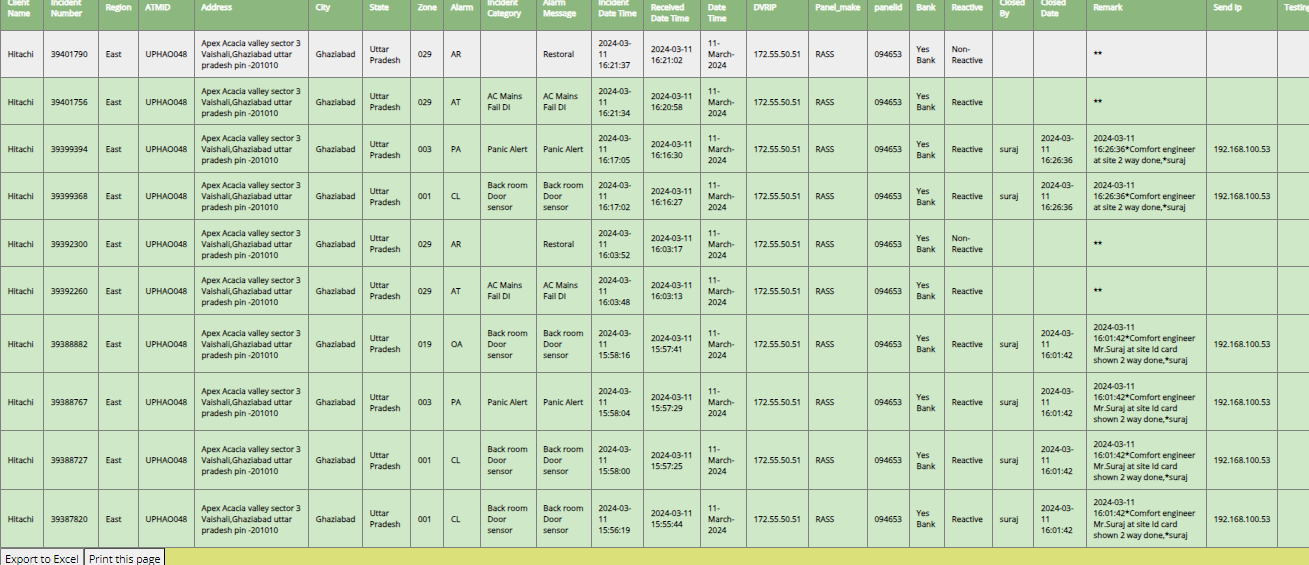 Client Name Incident Number Region ATMID Address City State Zone Alarm Incident Category Alarm Message Incident Date Time Received Date Time Date Time DVRIP Panel_make panelid Bank Reactive Closed By Closed Date Remark Send Ip Testing
Hitachi 39401790 East UPHAO048 Apex Acacia valley sector 3 Vaishali,Ghaziabad uttar pradesh pin -201010 Ghaziabad Uttar Pradesh 029 AR Restoral 2024-03-11 16:21:37 2024-03-11 16:21:02 11-March-2024 172.55.50.51 RASS 094653 Yes Bank Non-Reactive **
Hitachi 39401756 East UPHAO048 Apex Acacia valley sector 3 Vaishali,Ghaziabad uttar pradesh pin -201010 Ghaziabad Uttar Pradesh 029 AT AC Mains Fail DI AC Mains Fail DI 2024-03-11 16:21:34 2024-03-11 16:20:58 11-March-2024 172.55.50.51 RASS 094653 Yes Bank Reactive **
Hitachi 39399394 East UPHAO048 Apex Acacia valley sector 3 Vaishali,Ghaziabad uttar pradesh pin -201010 Ghaziabad Uttar Pradesh 003 PA Panic Alert Panic Alert 2024-03-11 16:17:05 2024-03-11 16:16:30 11-March-2024 172.55.50.51 RASS 094653 Yes Bank Reactive suraj 2024-03-11 16:26:36 2024-03-11 16:26:36*Comfort engineer at site 2 way done,*suraj 192.168.100.53
Hitachi 39399368 East UPHAO048 Apex Acacia valley sector 3 Vaishali,Ghaziabad uttar pradesh pin -201010 Ghaziabad Uttar Pradesh 001 CL Back room Door sensor Back room Door sensor 2024-03-11 16:17:02 2024-03-11 16:16:27 11-March-2024 172.55.50.51 RASS 094653 Yes Bank Reactive suraj 2024-03-11 16:26:36 2024-03-11 16:26:36*Comfort engineer at site 2 way done,*suraj 192.168.100.53
Hitachi 39392300 East UPHAO048 Apex Acacia valley sector 3 Vaishali,Ghaziabad uttar pradesh pin -201010 Ghaziabad Uttar Pradesh 029 AR Restoral 2024-03-11 16:03:52 2024-03-11 16:03:17 11-March-2024 172.55.50.51 RASS 094653 Yes Bank Non-Reactive **
Hitachi 39392260 East UPHAO048 Apex Acacia valley sector 3 Vaishali,Ghaziabad uttar pradesh pin -201010 Ghaziabad Uttar Pradesh 029 AT AC Mains Fail DI AC Mains Fail DI 2024-03-11 16:03:48 2024-03-11 16:03:13 11-March-2024 172.55.50.51 RASS 094653 Yes Bank Reactive **
Hitachi 39388882 East UPHAO048 Apex Acacia valley sector 3 Vaishali,Ghaziabad uttar pradesh pin -201010 Ghaziabad Uttar Pradesh 019 OA Back room Door sensor Back room Door sensor 2024-03-11 15:58:16 2024-03-11 15:57:41 11-March-2024 172.55.50.51 RASS 094653 Yes Bank Reactive suraj 2024-03-11 16:01:42 2024-03-11 16:01:42*Comfort engineer Mr.Suraj at site Id card shown 2 way done,*suraj 192.168.100.53
Hitachi 39388767 East UPHAO048 Apex Acacia valley sector 3 Vaishali,Ghaziabad uttar pradesh pin -201010 Ghaziabad Uttar Pradesh 003 PA Panic Alert Panic Alert 2024-03-11 15:58:04 2024-03-11 15:57:29 11-March-2024 172.55.50.51 RASS 094653 Yes Bank Reactive suraj 2024-03-11 16:01:42 2024-03-11 16:01:42*Comfort engineer Mr.Suraj at site Id card shown 2 way done,*suraj 192.168.100.53
Hitachi 39388727 East UPHAO048 Apex Acacia valley sector 3 Vaishali,Ghaziabad uttar pradesh pin -201010 Ghaziabad Uttar Pradesh 001 CL Back room Door sensor Back room Door sensor 2024-03-11 15:58:00 2024-03-11 15:57:25 11-March-2024 172.55.50.51 RASS 094653 Yes Bank Reactive suraj 2024-03-11 16:01:42 2024-03-11 16:01:42*Comfort engineer Mr.Suraj at site Id card shown 2 way done,*suraj 192.168.100.53
Hitachi 39387820 East UPHAO048 Apex Acacia valley sector 3 Vaishali,Ghaziabad uttar pradesh pin -201010 Ghaziabad Uttar Pradesh 001 CL Back room Door sensor Back room Door sensor 2024-03-11 15:56:19 2024-03-11 15:55:44 11-March-2024 172.55.50.51 RASS 094653 Yes Bank Reactive suraj 2024-03-11 16:01:42 2024-03-11 16:01:42*Comfort engineer Mr.Suraj at site Id card shown 2 way done,*suraj 192.168.100.53
Export to Excel Print this page